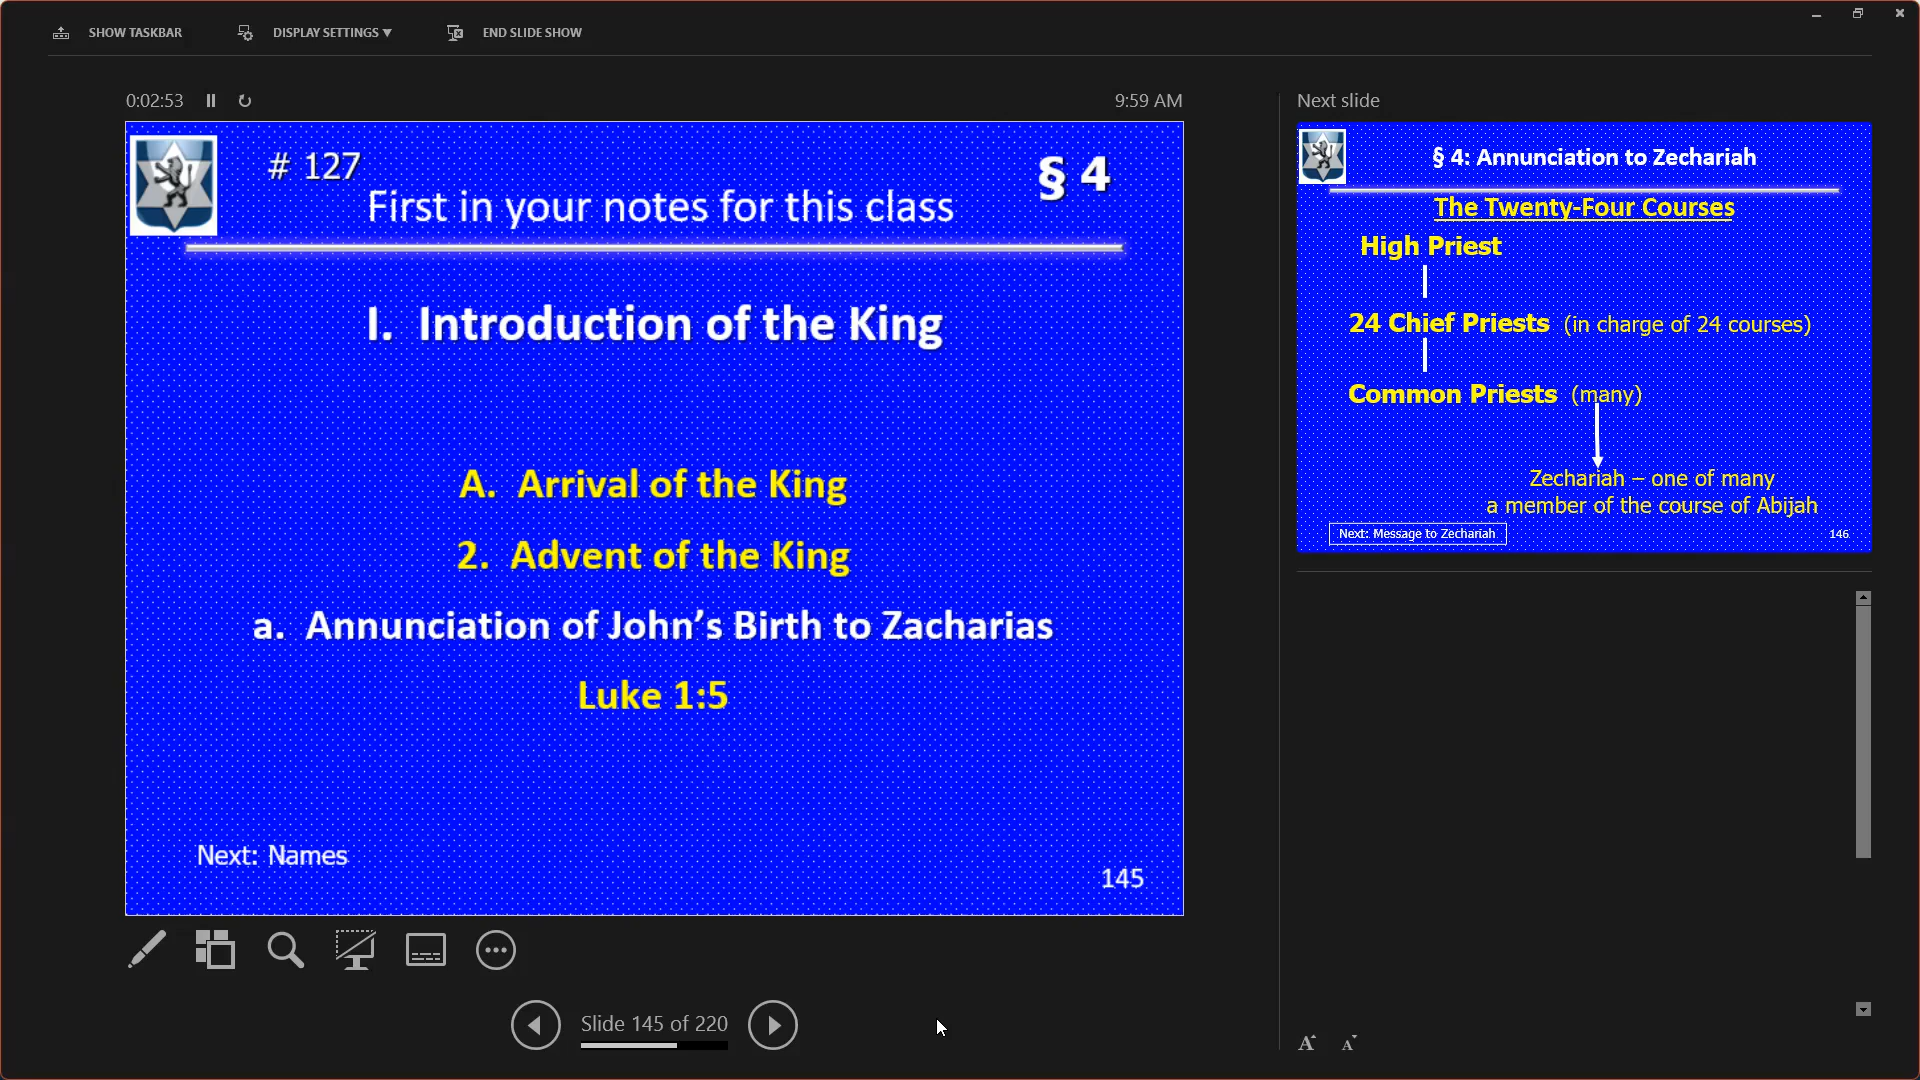 SHOW TASKBAR
DISPLAY SETTINGS ▼
END SLIDE SHOW
0:02:53
9:59 AM
# 127
§ 4
First in your notes for this class
I. Introduction of the King
A. Arrival of the King
2. Advent of the King
a. Annunciation of John’s Birth to Zacharias
Luke 1:5
Next: Names
145
Slide 145 of 220
Next slide
§ 4: Annunciation to Zechariah
The Twenty-Four Courses
High Priest
24 Chief Priests (in charge of 24 courses)
Common Priests (many)
Zechariah – one of many
a member of the course of Abijah
Next: Message to Zechariah
146
A A